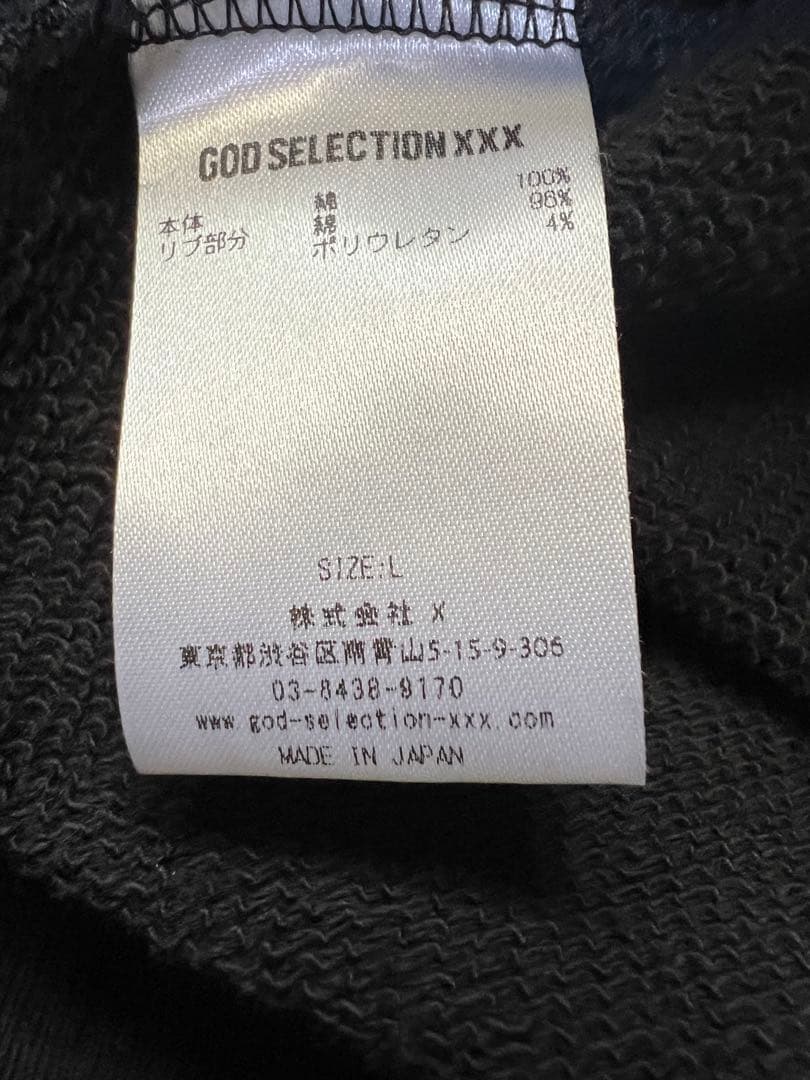 GOD SELECTION XXX
本体 綿 100%
リブ部分 綿 96%
ポリウレタン 4%
SIZE:L
株式会社 X
東京都渋谷区南青山5-15-9-306
03-8438-9170
www.god-selection-xxx.com
MADE IN JAPAN